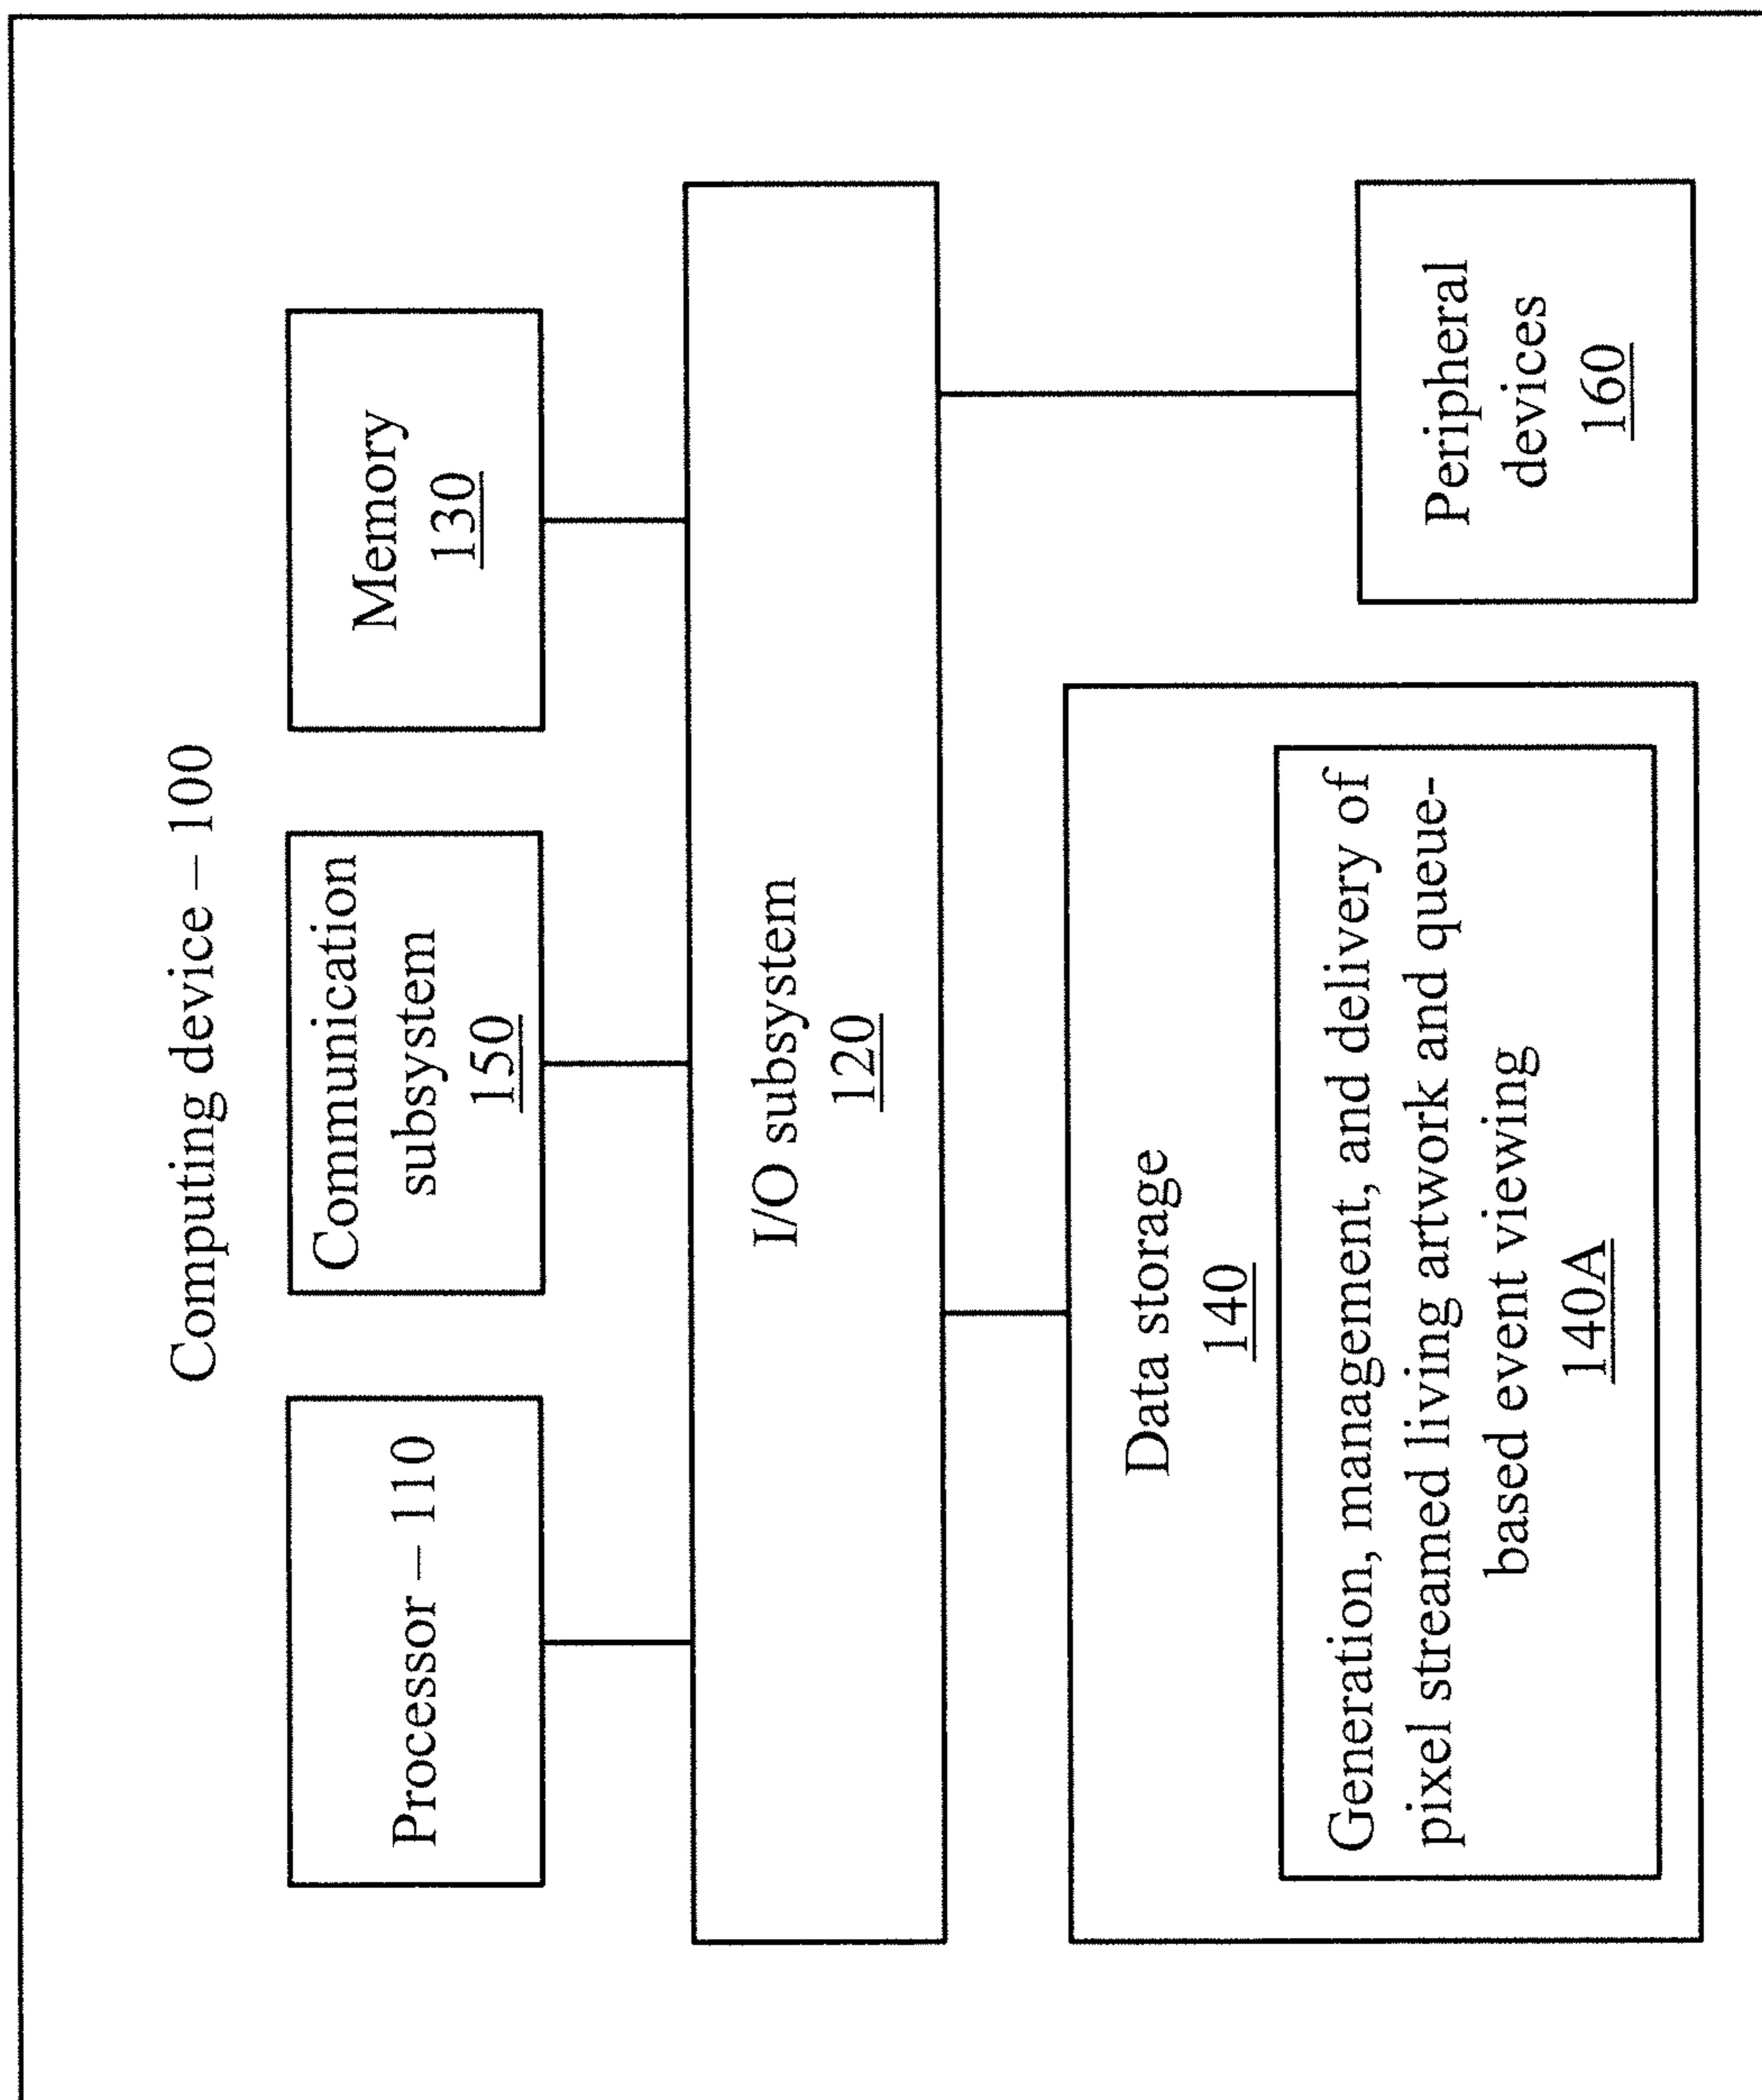 Computing device – 100
Processor – 110
Communication
subsystem
150
Memory
130
I/O subsystem
120
Data storage
140
Generation, management, and delivery of
pixel streamed living artwork and queue-
based event viewing
140A
Peripheral
devices
160